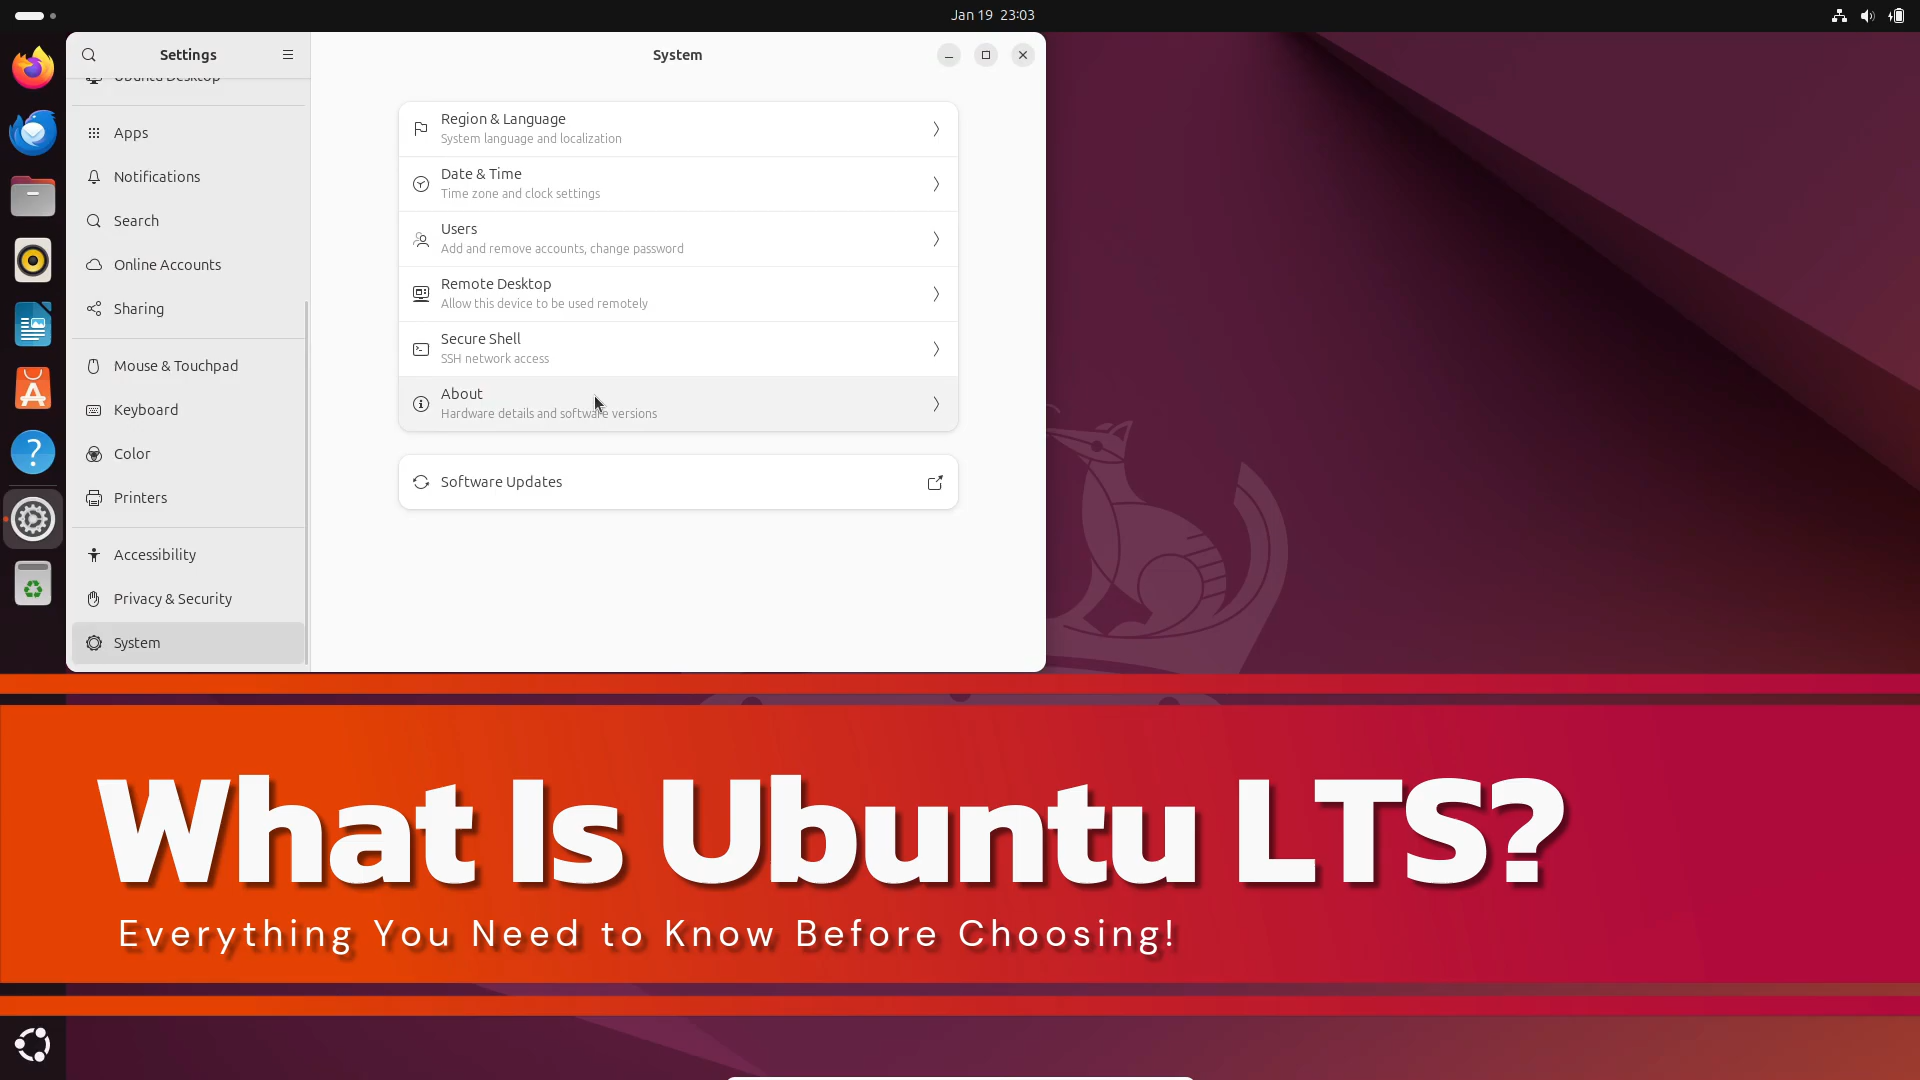 Jan 19 23:03
Settings
System
Ubuntu Desktop
Apps
Notifications
Search
Online Accounts
Sharing
Mouse & Touchpad
Keyboard
Color
Printers
Accessibility
Privacy & Security
System
Region & Language
System language and localization
Date & Time
Time zone and clock settings
Users
Add and remove accounts, change password
Remote Desktop
Allow this device to be used remotely
Secure Shell
SSH network access
About
Hardware details and software versions
Software Updates
What Is Ubuntu LTS?
Everything You Need to Know Before Choosing!